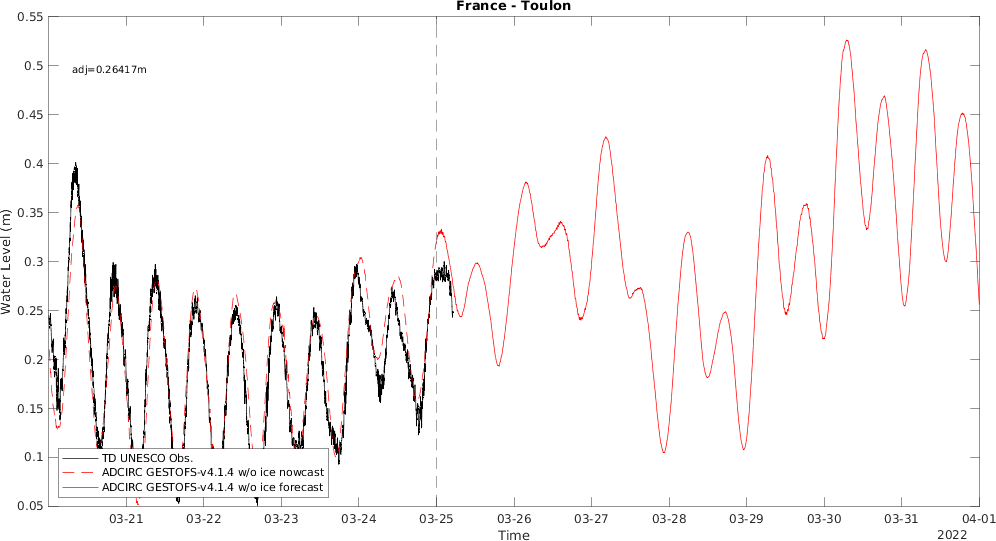 France - Toulon
0.55
0.5
0.45
0.4
0.35
0.3
0.25
0.2
0.15
0.1
0.05
Water Level (m)
adj=0.26417m
TD UNESCO Obs.
ADCIRC GESTOFS-v4.1.4 w/o ice nowcast
ADCIRC GESTOFS-v4.1.4 w/o ice forecast
03-21 03-22 03-23 03-24 03-25 03-26 03-27 03-28 03-29 03-30 03-31 04-01
Time
2022